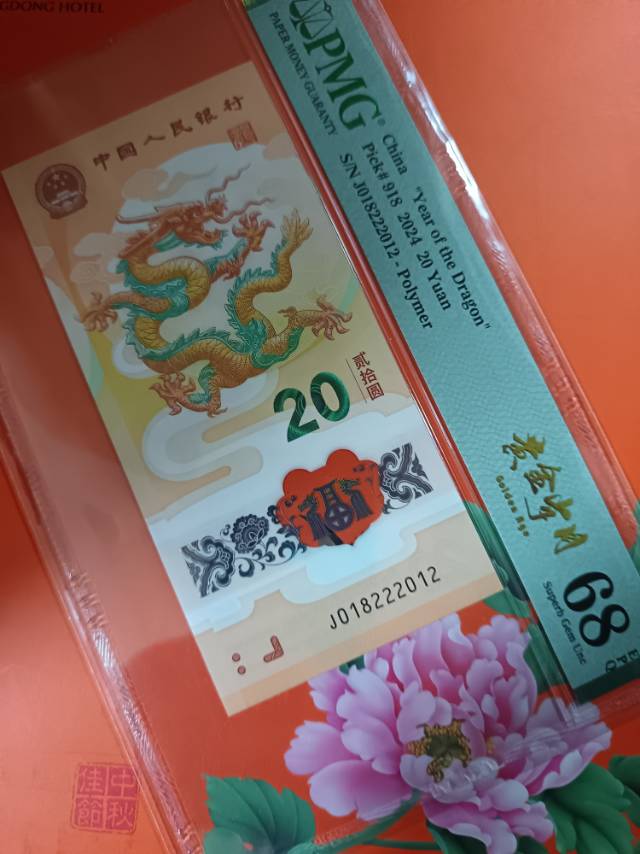 GDONG HOTEL
PMG®
PAPER MONEY GUARANTY
China "Year of the Dragon"
Pick# 918 2024 20 Yuan
S/N J018222012 - Polymer
黄金岁月
Golden Age
68
EPQ
Superb Gem Unc
中国人民银行
20
贰拾圆
J018222012
中秋
佳節